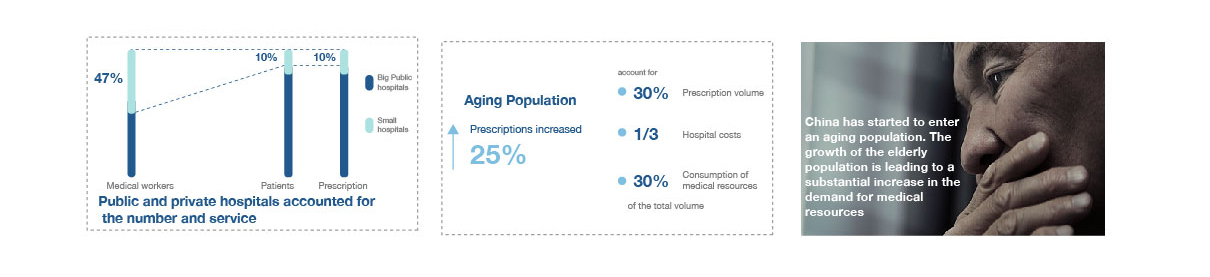 47%
10%
10%
Big Public
hospitals
Small
hospitals
Medical workers
Patients
Prescription
Public and private hospitals accounted for
the number and service
Aging Population
Prescriptions increased
25%
account for
30% Prescription volume
1/3 Hospital costs
30% Consumption of
medical resources
of the total volume
China has started to enter
an aging population. The
growth of the elderly
population is leading to a
substantial increase in the
demand for medical
resources